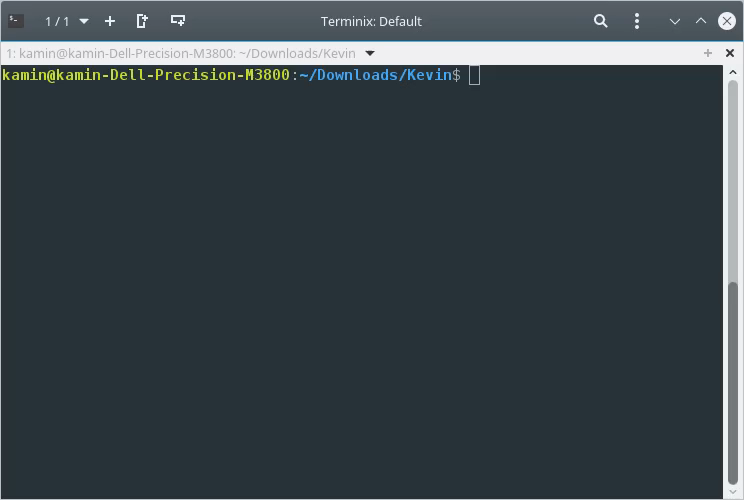 1 / 1 Terminix: Default
1: kamin@kamin-Dell-Precision-M3800: ~/Downloads/Kevin
kamin@kamin-Dell-Precision-M3800:~/Downloads/Kevin$